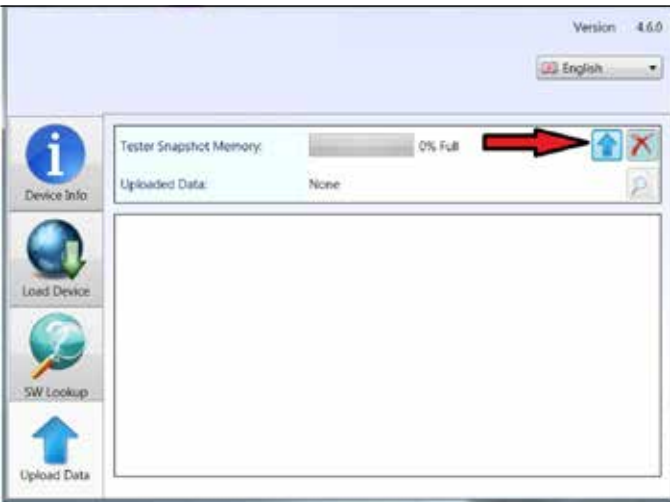 Version 4.6.0
English
Tester Snapshot Memory: 0% Full
Uploaded Data: None
Device Info
Load Device
SW Lookup
Upload Data